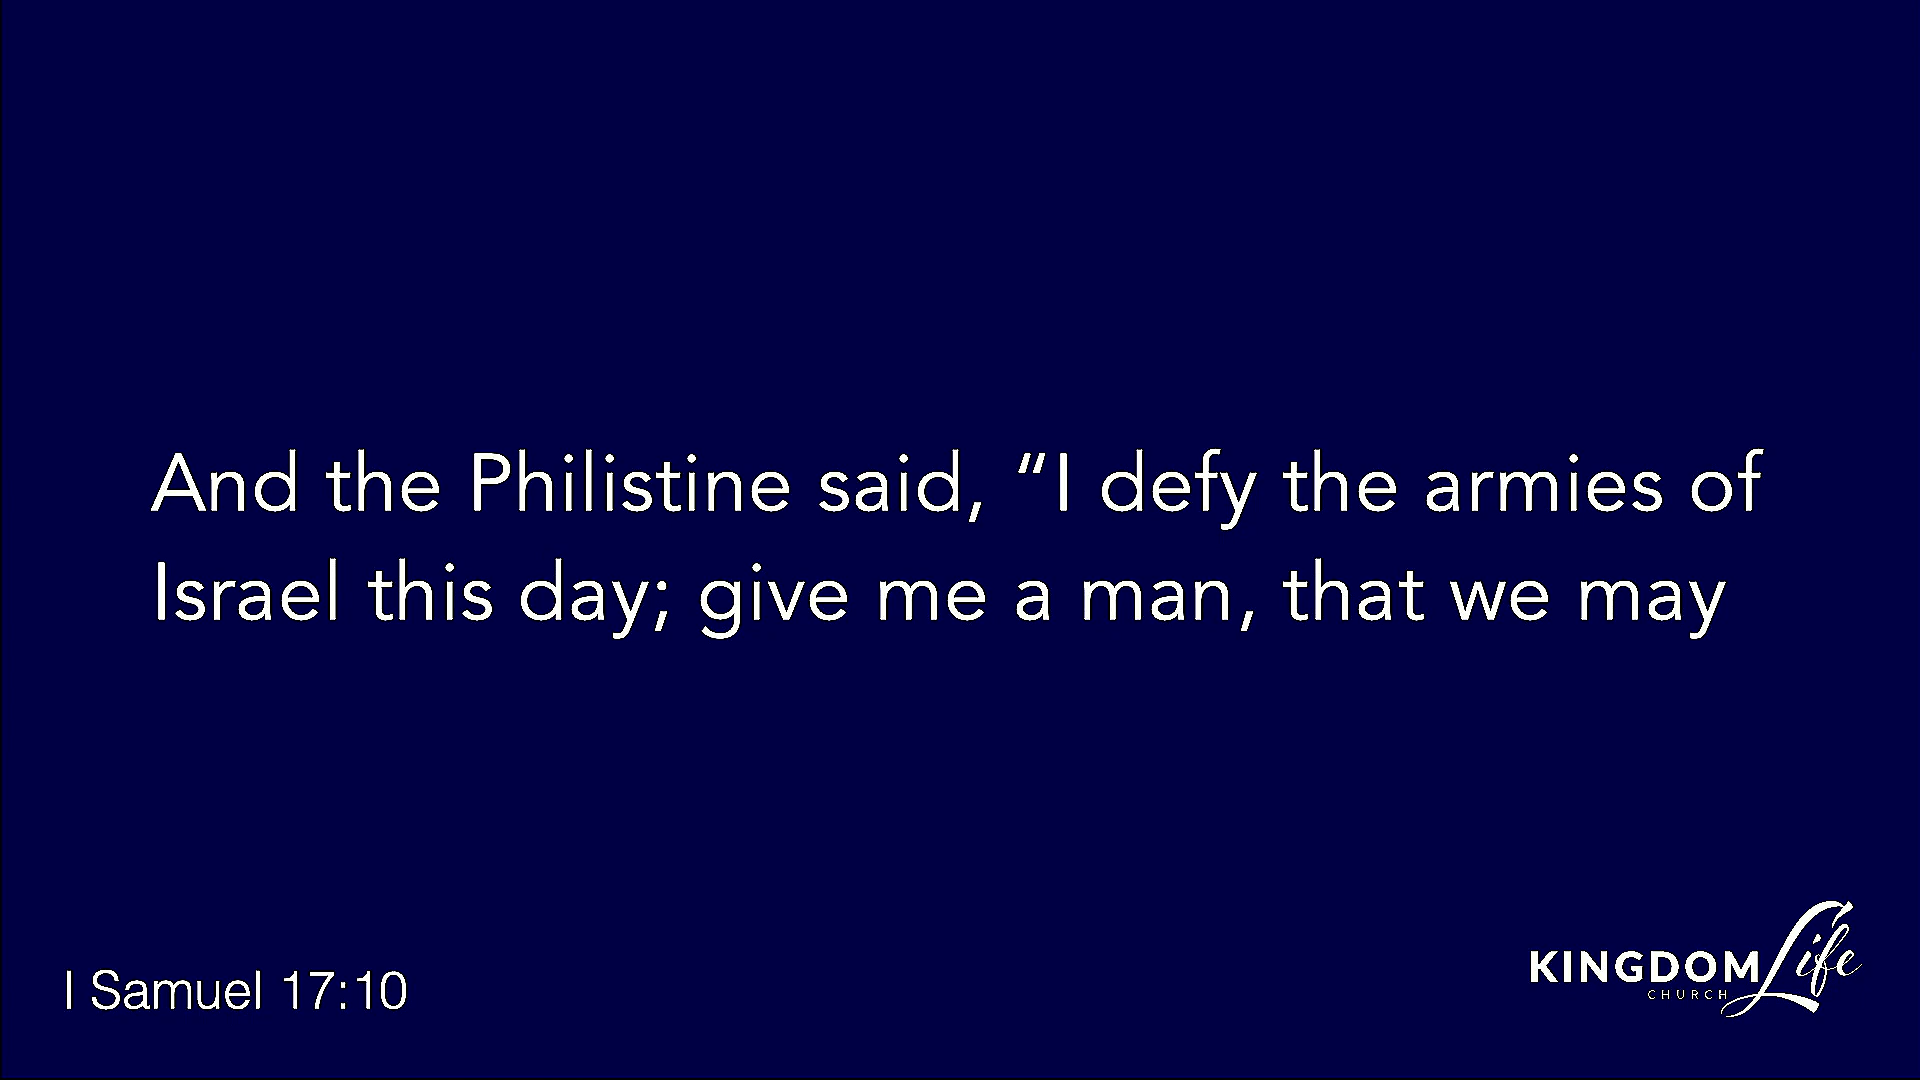 And the Philistine said, “I defy the armies of
Israel this day; give me a man, that we may
I Samuel 17:10
KINGDOM Life
CHURCH